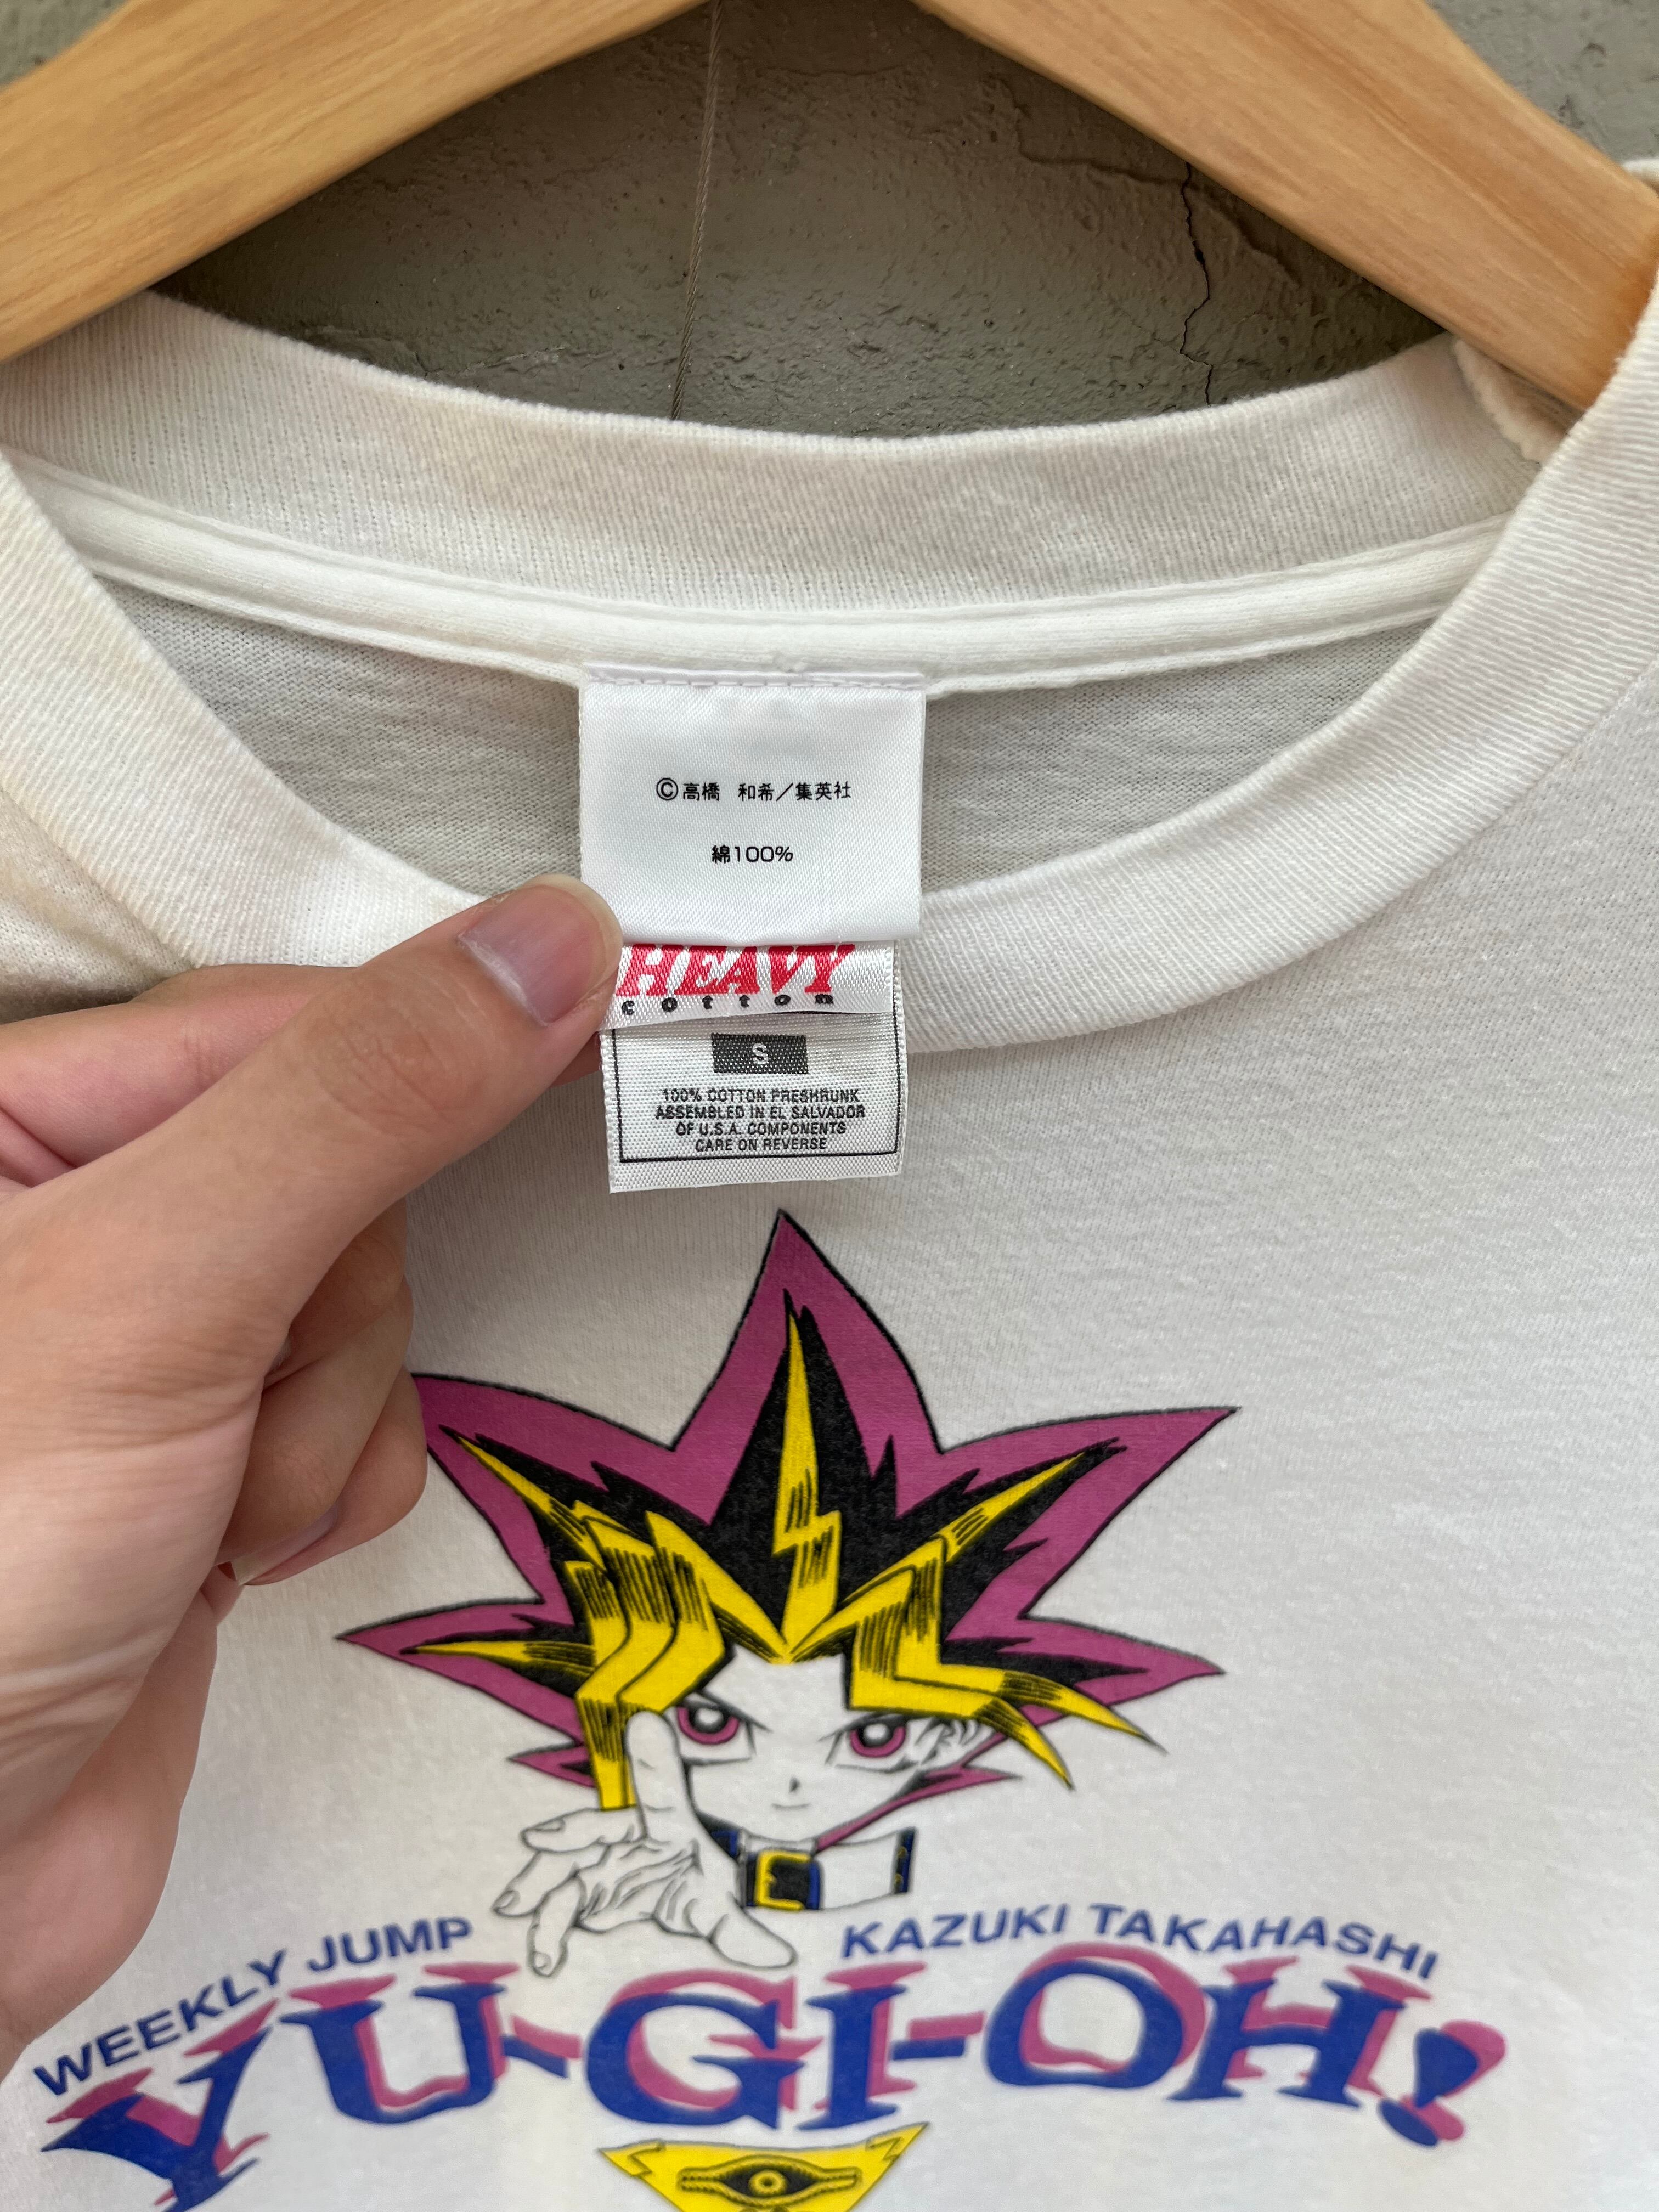 ©高橋 和希／集英社
綿100%
HEAVY
cotton
S
100% COTTON PRESHRUNK
ASSEMBLED IN EL SALVADOR
OF U.S.A. COMPONENTS
CARE ON REVERSE
WEEKLY JUMP KAZUKI TAKAHASHI
YU-GI-OH!